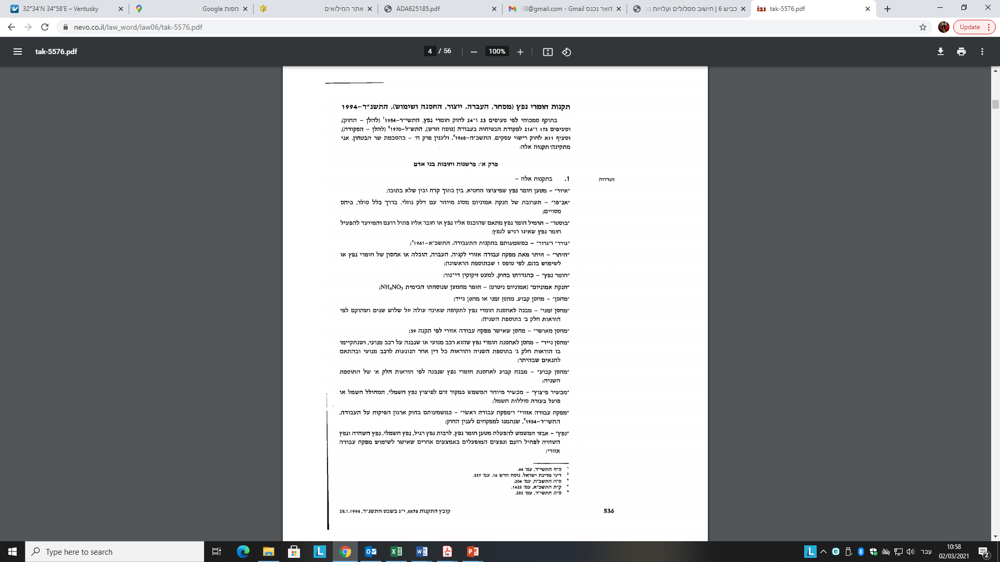 32°34'N 34°58'E – Ventusky
מפות Google
אתר המילואים
ADA625185.pdf
דואר נכנס 88@gmail.com - Gmail
כביש 6 | חישוב מסלולים ועלויות
tak-5576.pdf
nevo.co.il/law_word/law06/tak-5576.pdf
Update
tak-5576.pdf
4 / 56
100%
תקנות חומרי נפץ (מסחר, העברה, ייצור, החסנה ושימוש), התשנ"ד-1994
בתוקף סמכותי לפי סעיפים 23 ו־24 לחוק חומרי נפץ, התשי"ד–1954¹ (להלן – החוק),
וסעיפים 173 ו־216 לפקודת הבטיחות בעבודה [נוסח חדש], התש"ל–1970² (להלן – הפקודה),
וסעיף 11א לחוק רישוי עסקים, התשכ"ח–1968³, ולענין פרק ח' – בהסכמת שר הבטחון, אני
מתקינה תקנות אלה:
פרק א': פרשנות וחובות בני אדם
הגדרות
1. בתקנות אלה –
"איור" – מטען חומר נפץ שפיצוצו החטיא, בין בתוך קדח ובין שלא בתוכו;
"אנ־פו" – תערובת של חנקת אמוניום מסוג מיוחד עם דלק נוזלי, בדרך כלל סולר, ביחס
מסויים;
"בוסטר" – תרמיל חומר נפץ מתאם שהוכנס אליו נפץ או חובר אליו פתיל רועם והמיועד להפעיל
חומר נפץ שאינו רגיש לנפץ;
"גורר" ו"גרור" – כמשמעותם בתקנות התעבורה, התשכ"א–1961⁴;
"היתר" – היתר מאת מפקח עבודה אזורי לקניה, העברה, הובלה או אחסון של חומרי נפץ או
לשימוש בהם, לפי טופס 1 שבתוספת הראשונה;
"חומר נפץ" – כהגדרתו בחוק, למעט זיקוקין די־נור;
"חנקת אמוניום" (אמוניום ניטרט) – חומר מחמצן שנוסחתו הכימית NH₄NO₃;
"מחסן" – מחסן קבוע, מחסן זמני או מחסן נייד;
"מחסן זמני" – מבנה לאחסנת חומרי נפץ לתקופה שאינה עולה על שלוש שנים ושהוקם לפי
הוראות חלק ב' בתוספת השניה;
"מחסן מאושר" – מחסן שאישר מפקח עבודה אזורי לפי תקנה 39;
"מחסן נייד" – מחסן לאחסנת חומרי נפץ שהוא רכב מנועי או שנבנה על רכב מנועי, ושנתקיימו
בו הוראות חלק ג' בתוספת השניה והוראות כל דין אחר הנוגעות לרכב מנועי ובהתאם
לתנאים שבהיתר;
"מחסן קבוע" – מבנה קבוע לאחסנת חומרי נפץ שנבנה לפי הוראות חלק א' של התוספת
השניה;
"מכשיר פיצוץ" – מכשיר מיוחד המשמש כמקור זרם לפיצוץ נפץ חשמלי, המחולל חשמל או
פועל בעזרת סוללות חשמל;
"מפקח עבודה אזורי" ו"מפקח עבודה ראשי" – כמשמעותם בחוק ארגון הפיקוח על העבודה,
התשי"ד–1954⁵, שנתמנו למפקחים לענין החוק;
"נפץ" – אבזר המשמש להפעלת מטען חומר נפץ, לרבות נפץ רגיל, נפץ חשמלי, נפץ השהיה ונפץ
השהיה לפתיל רועם ונפצים המופעלים באמצעים אחרים שאישר לשימוש מפקח עבודה
אזורי;
¹ ס"ח התשי"ד, עמ' 64.
² דיני מדינת ישראל, נוסח חדש 16, עמ' 337.
³ ס"ח התשכ"ח, עמ' 204.
⁴ ק"ת התשכ"א, עמ' 1425.
⁵ ס"ח התשי"ד, עמ' 202.
536
קובץ התקנות 5576, י"ג בשבט התשנ"ד, 25.1.1994
Type here to search
עבר
10:58
02/03/2021
2